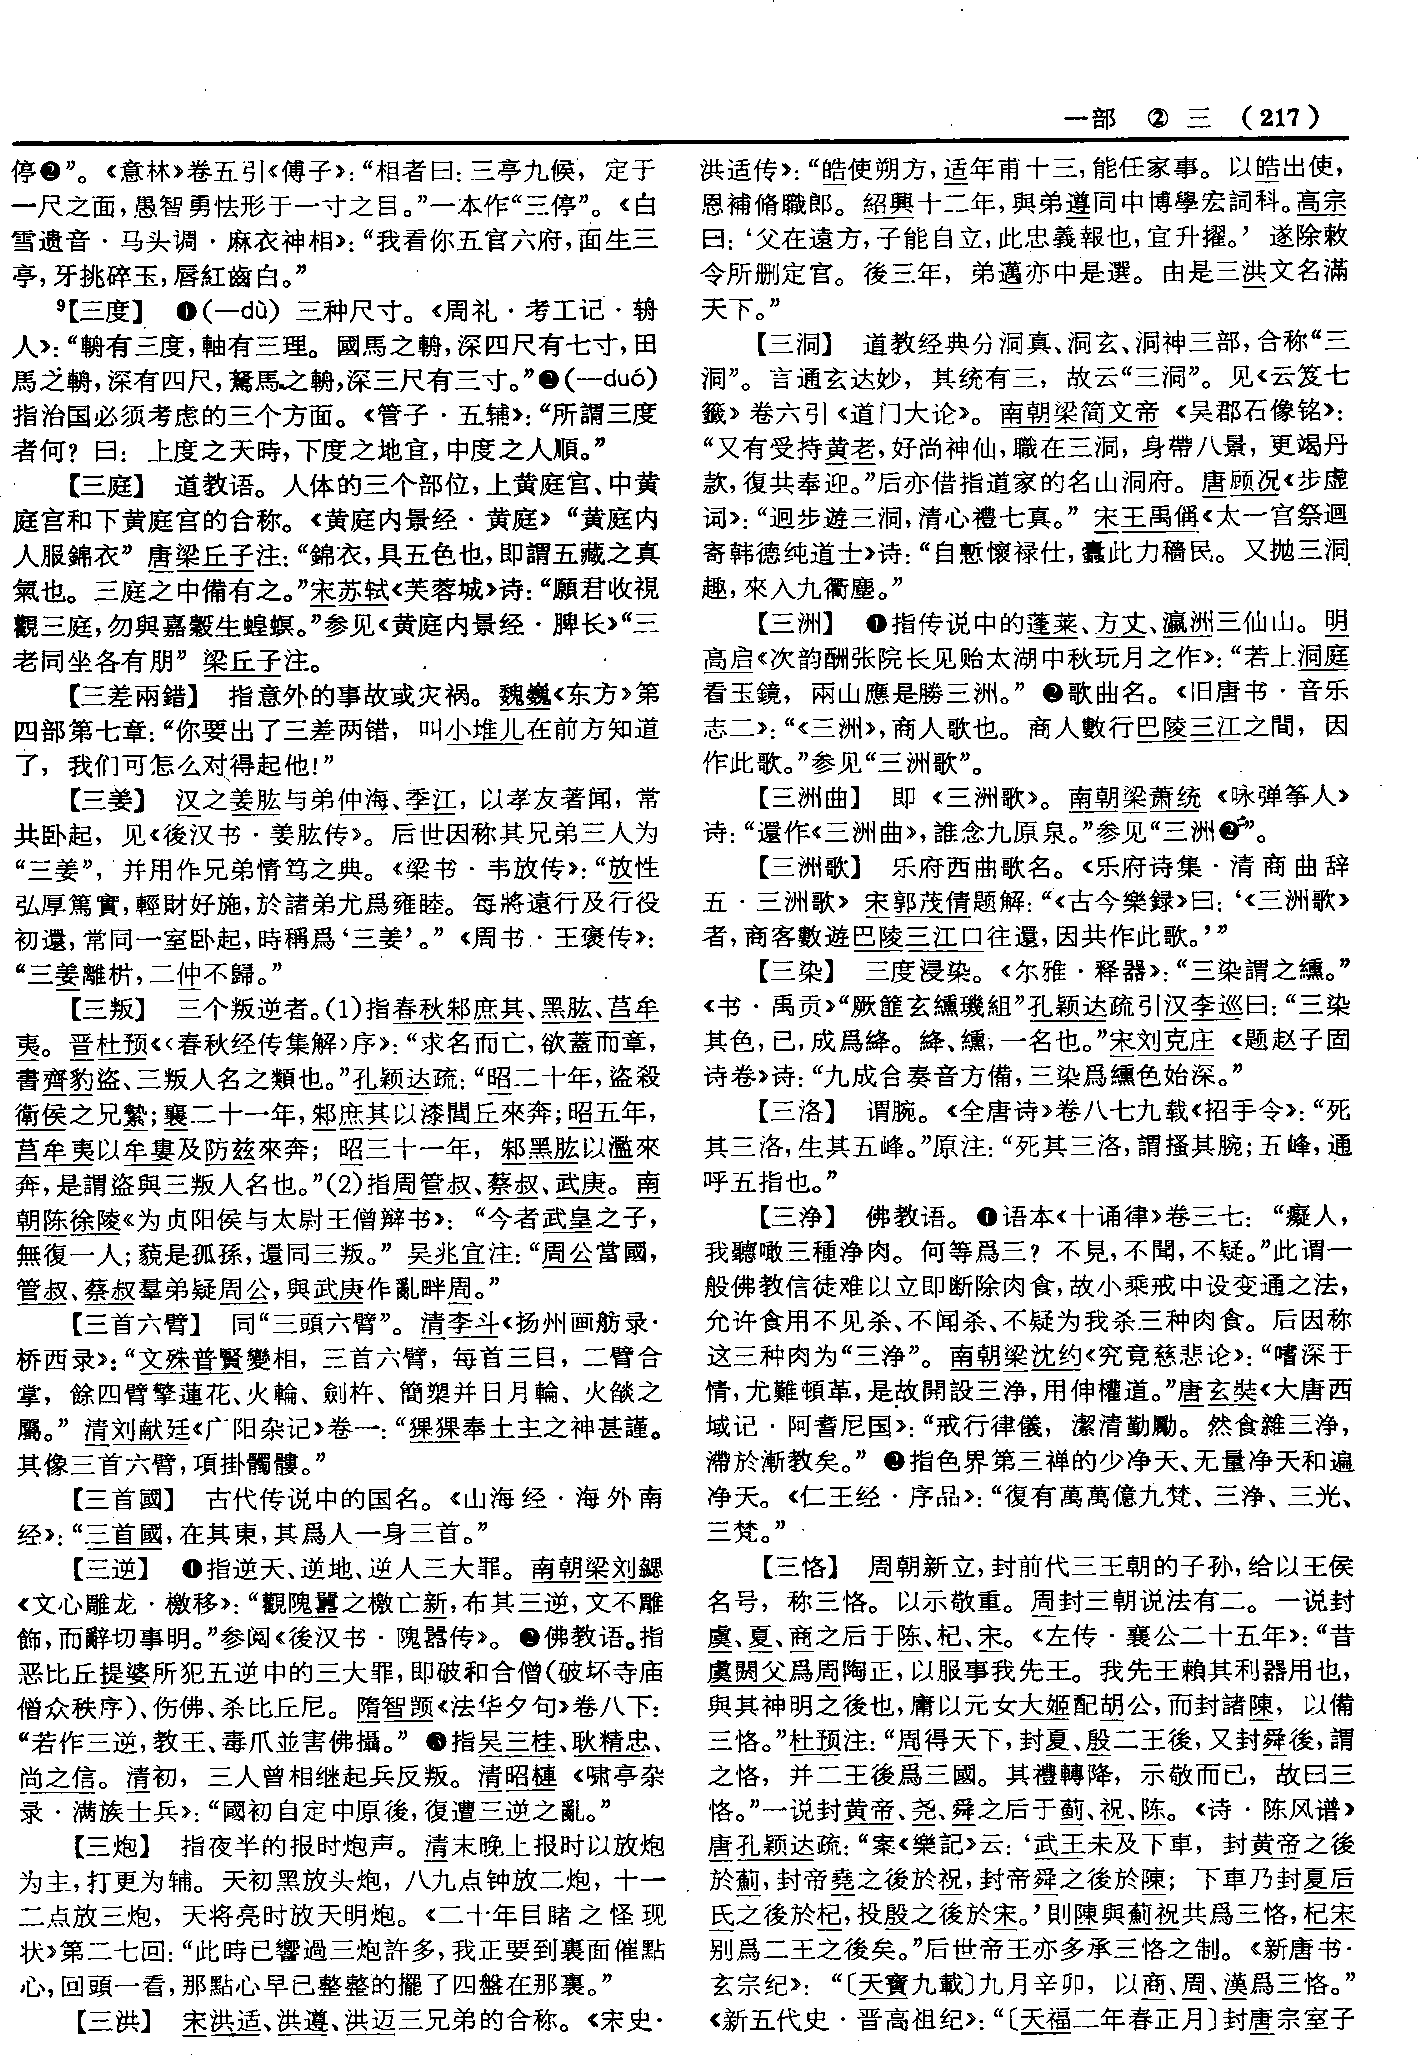 一部 ② 三 (217)
停❷”。《意林》卷五引《傅子》：“相者曰：三亭九候，定于
一尺之面，愚智勇怯形于一寸之目。”一本作“三停”。《白
雪遗音·马头调·麻衣神相》：“我看你五官六府，面生三
亭，牙挑碎玉，唇紅齒白。”
⁹【三度】 ❶(—dù) 三种尺寸。《周礼·考工记·輈
人》：“輈有三度，軸有三理。國馬之輈，深四尺有七寸，田
馬之輈，深有四尺，駑馬之輈，深三尺有三寸。”❷(—duó)
指治国必须考虑的三个方面。《管子·五辅》：“所謂三度
者何？曰：上度之天時，下度之地宜，中度之人順。”
【三庭】 道教语。人体的三个部位，上黄庭宫、中黄
庭宫和下黄庭宫的合称。《黄庭内景经·黄庭》“黄庭内
人服錦衣” 唐梁丘子注：“錦衣，具五色也，即謂五藏之真
氣也。三庭之中備有之。”宋苏轼《芙蓉城》诗：“願君收視
觀三庭，勿與嘉穀生蝗螟。”参见《黄庭内景经·脾长》“三
老同坐各有朋” 梁丘子注。
【三差兩錯】 指意外的事故或灾祸。魏巍《东方》第
四部第七章：“你要出了三差两错，叫小堆儿在前方知道
了，我们可怎么对得起他！”
【三姜】 汉之姜肱与弟仲海、季江，以孝友著闻，常
共卧起，见《後汉书·姜肱传》。后世因称其兄弟三人为
“三姜”，并用作兄弟情笃之典。《梁书·韦放传》：“放性
弘厚篤實，輕財好施，於諸弟尤爲雍睦。每將遠行及行役
初還，常同一室卧起，時稱爲‘三姜’。”《周书·王褒传》：
“三姜離析，二仲不歸。”
【三叛】 三个叛逆者。(1)指春秋邾庶其、黑肱、莒牟
夷。晋杜预《〈春秋经传集解〉序》：“求名而亡，欲蓋而章，
書齊豹盗、三叛人名之類也。”孔颖达疏：“昭二十年，盗殺
衛侯之兄縶；襄二十一年，邾庶其以漆閭丘來奔；昭五年，
莒牟夷以牟婁及防兹來奔；昭三十一年，邾黑肱以濫來
奔，是謂盗與三叛人名也。”(2)指周管叔、蔡叔、武庚。南
朝陈徐陵《为贞阳侯与太尉王僧辩书》：“今者武皇之子，
無復一人；藐是孤孫，還同三叛。” 吴兆宜注：“周公當國，
管叔、蔡叔羣弟疑周公，與武庚作亂畔周。”
【三首六臂】 同“三頭六臂”。清李斗《扬州画舫录·
桥西录》：“文殊普賢變相，三首六臂，每首三目，二臂合
掌，餘四臂擎蓮花、火輪、劍杵、簡槊并日月輪、火燄之
屬。” 清刘献廷《广阳杂记》卷一：“猓猓奉土主之神甚謹。
其像三首六臂，項掛髑髏。”
【三首國】 古代传说中的国名。《山海经·海外南
经》：“三首國，在其東，其爲人一身三首。”
【三逆】 ❶指逆天、逆地、逆人三大罪。南朝梁刘勰
《文心雕龙·檄移》：“觀隗囂之檄亡新，布其三逆，文不雕
飾，而辭切事明。”参阅《後汉书·隗嚣传》。❷佛教语。指
恶比丘提婆所犯五逆中的三大罪，即破和合僧(破坏寺庙
僧众秩序)、伤佛、杀比丘尼。隋智顗《法华夕句》卷八下：
“若作三逆，教王、毒爪並害佛攝。” ❸指吴三桂、耿精忠、
尚之信。清初，三人曾相继起兵反叛。清昭槤《啸亭杂
录·满族士兵》：“國初自定中原後，復遭三逆之亂。”
【三炮】 指夜半的报时炮声。清末晚上报时以放炮
为主，打更为辅。天初黑放头炮，八九点钟放二炮，十一
二点放三炮，天将亮时放天明炮。《二十年目睹之怪现
状》第二七回：“此時已響過三炮許多，我正要到裏面催點
心，回頭一看，那點心早已整整的擺了四盤在那裏。”
【三洪】 宋洪适、洪遵、洪迈三兄弟的合称。《宋史·
洪适传》：“皓使朔方，适年甫十三，能任家事。以皓出使，
恩補脩職郎。紹興十二年，與弟遵同中博學宏詞科。高宗
曰：‘父在遠方，子能自立，此忠義報也，宜升擢。’遂除敕
令所删定官。後三年，弟邁亦中是選。由是三洪文名滿
天下。”
【三洞】 道教经典分洞真、洞玄、洞神三部，合称“三
洞”。言通玄达妙，其统有三，故云“三洞”。见《云笈七
籤》卷六引《道门大论》。南朝梁简文帝《吴郡石像铭》：
“又有受持黄老，好尚神仙，職在三洞，身帶八景，更竭丹
款，復共奉迎。”后亦借指道家的名山洞府。唐顾况《步虚
词》：“迥步遊三洞，清心禮七真。” 宋王禹偁《太一宫祭迴
寄韩德纯道士》诗：“自慙懷禄仕，蠹此力穡民。又抛三洞
趣，來入九衢塵。”
【三洲】 ❶指传说中的蓬莱、方丈、瀛洲三仙山。明
高启《次韵酬张院长见贻太湖中秋玩月之作》：“若上洞庭
看玉鏡，兩山應是勝三洲。” ❷歌曲名。《旧唐书·音乐
志二》：“《三洲》，商人歌也。商人數行巴陵三江之間，因
作此歌。”参见“三洲歌”。
【三洲曲】 即《三洲歌》。南朝梁萧统《咏弹筝人》
诗：“還作《三洲曲》，誰念九原泉。”参见“三洲❷”。
【三洲歌】 乐府西曲歌名。《乐府诗集·清商曲辞
五·三洲歌》宋郭茂倩题解：“《古今樂録》曰：‘《三洲歌》
者，商客數遊巴陵三江口往還，因共作此歌。’”
【三染】 三度浸染。《尔雅·释器》：“三染謂之纁。”
《书·禹贡》“厥篚玄纁璣組”孔颖达疏引汉李巡曰：“三染
其色，已，成爲绛。绛、纁，一名也。”宋刘克庄《题赵子固
诗卷》诗：“九成合奏音方備，三染爲纁色始深。”
【三洛】 谓腕。《全唐诗》卷八七九载《招手令》：“死
其三洛，生其五峰。”原注：“死其三洛，謂搔其腕；五峰，通
呼五指也。”
【三净】 佛教语。❶语本《十诵律》卷三七：“癡人，
我聽噉三種净肉。何等爲三？不見，不聞，不疑。”此谓一
般佛教信徒难以立即断除肉食，故小乘戒中设变通之法，
允许食用不见杀、不闻杀、不疑为我杀三种肉食。后因称
这三种肉为“三净”。南朝梁沈约《究竟慈悲论》：“嗜深于
情，尤難頓革，是故開設三净，用伸權道。”唐玄奘《大唐西
域记·阿耆尼国》：“戒行律儀，潔清勤勵。然食雜三净，
滯於漸教矣。” ❷指色界第三禅的少净天、无量净天和遍
净天。《仁王经·序品》：“復有萬萬億九梵、三净、三光、
三梵。”
【三恪】 周朝新立，封前代三王朝的子孙，给以王侯
名号，称三恪。以示敬重。周封三朝说法有二。一说封
虞、夏、商之后于陈、杞、宋。《左传·襄公二十五年》：“昔
虞閼父爲周陶正，以服事我先王。我先王賴其利器用也，
與其神明之後也，庸以元女大姬配胡公，而封諸陳，以備
三恪。”杜预注：“周得天下，封夏、殷二王後，又封舜後，謂
之恪，并二王後爲三國。其禮轉降，示敬而已，故曰三
恪。”一说封黄帝、尧、舜之后于蓟、祝、陈。《诗·陈风谱》
唐孔颖达疏：“案《樂記》云：‘武王未及下車，封黄帝之後
於薊，封帝堯之後於祝，封帝舜之後於陳；下車乃封夏后
氏之後於杞，投殷之後於宋。’則陳與薊祝共爲三恪，杞宋
别爲二王之後矣。”后世帝王亦多承三恪之制。《新唐书·
玄宗纪》：“〔天寶九載〕九月辛卯，以商、周、漢爲三恪。”
《新五代史·晋高祖纪》：“〔天福二年春正月〕封唐宗室子